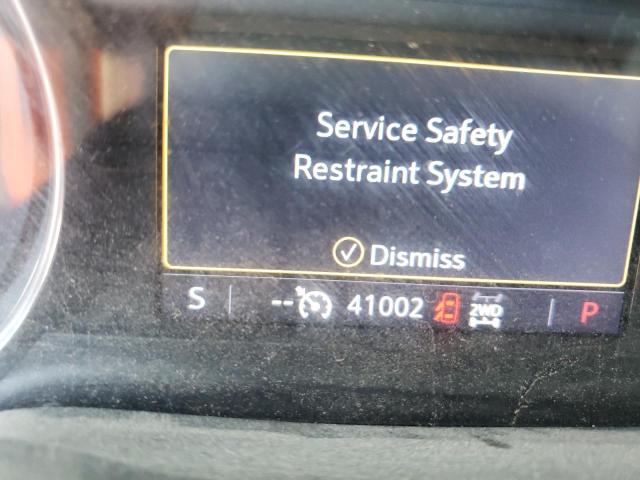 Service Safety
Restraint System
Dismiss
S -- 41002 2WD P